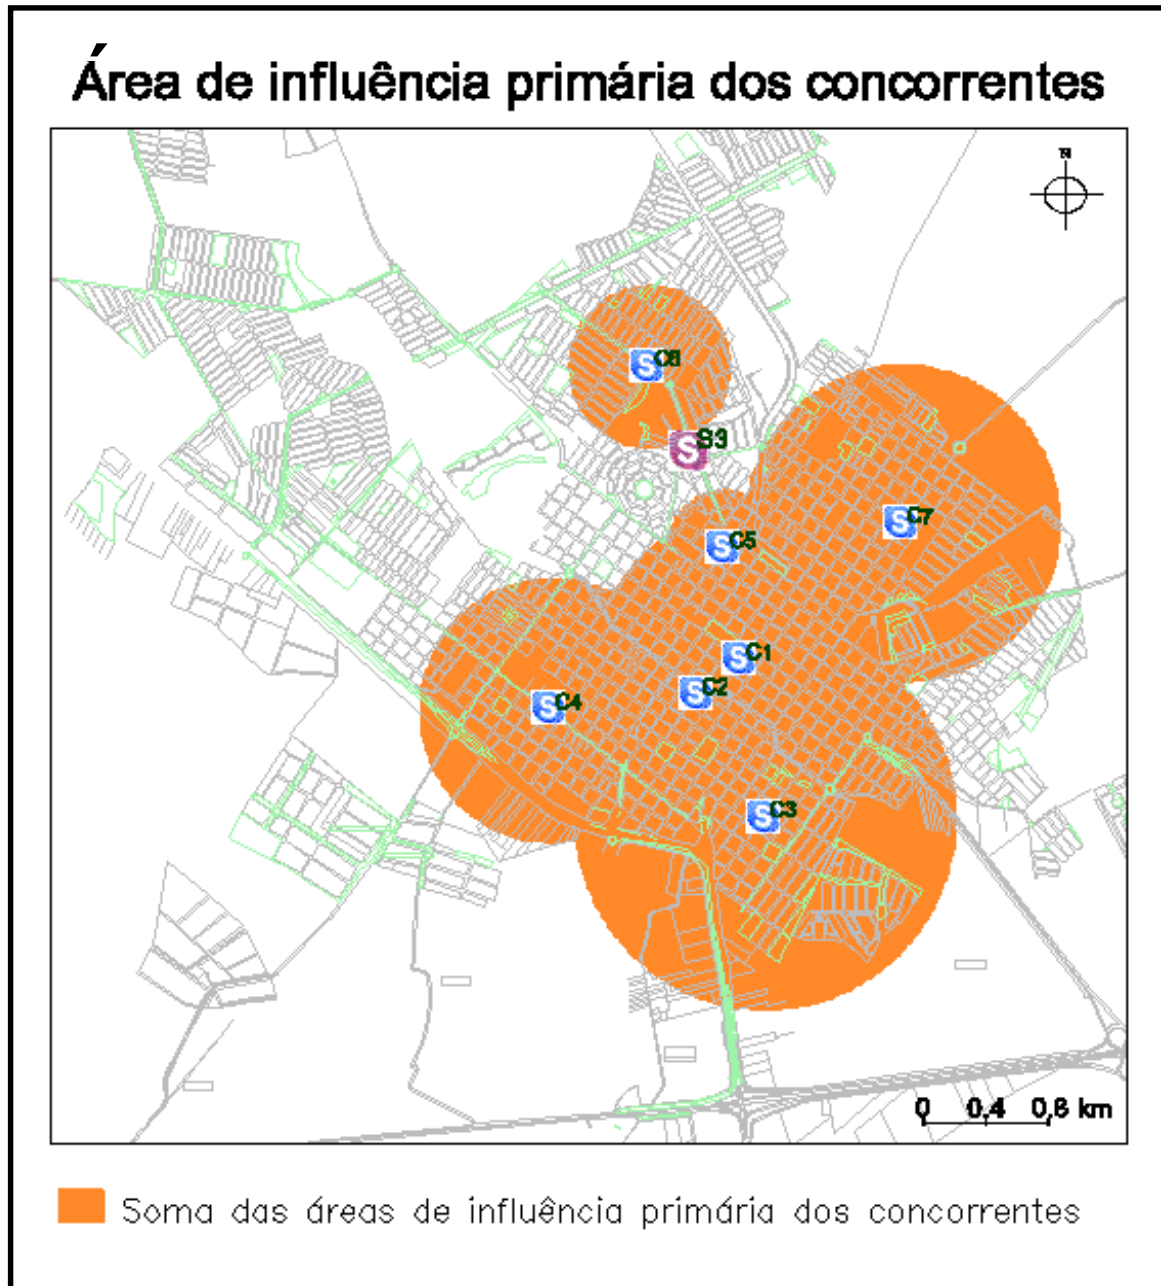 Área de influência primária dos concorrentes
N
S C6
S S3
S C7
S C5
S C1
S C2
S C4
S C3
0 0,4 0,8 km
Soma das áreas de influência primária dos concorrentes